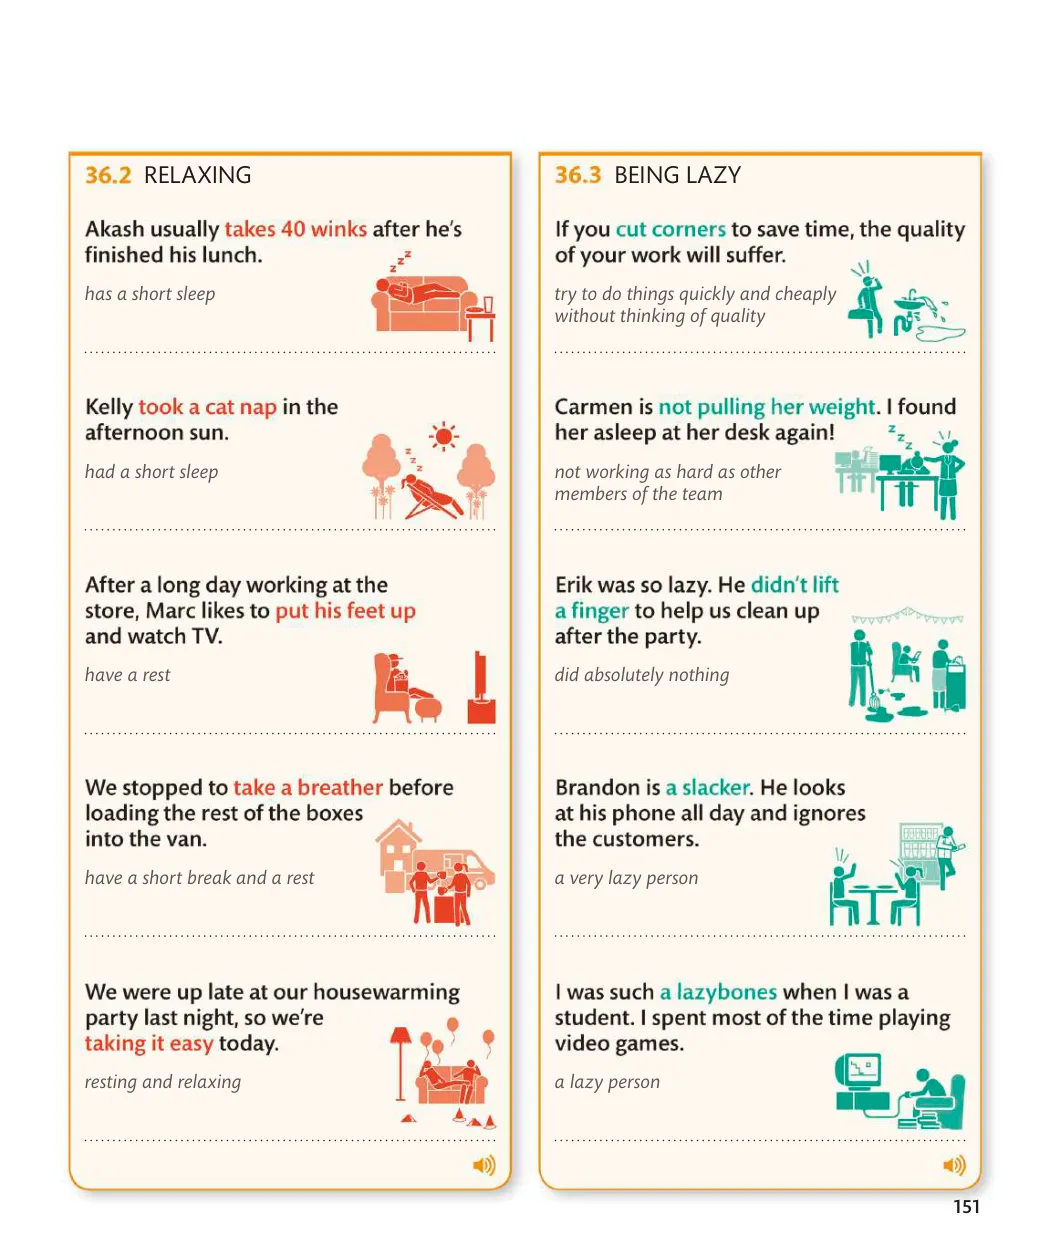 36.2 RELAXING
Akash usually takes 40 winks after he's
finished his lunch.
has a short sleep
z z z
Kelly took a cat nap in the
afternoon sun.
had a short sleep
z z z
After a long day working at the
store, Marc likes to put his feet up
and watch TV.
have a rest
We stopped to take a breather before
loading the rest of the boxes
into the van.
have a short break and a rest
We were up late at our housewarming
party last night, so we're
taking it easy today.
resting and relaxing
36.3 BEING LAZY
If you cut corners to save time, the quality
of your work will suffer.
try to do things quickly and cheaply
without thinking of quality
Carmen is not pulling her weight. I found
her asleep at her desk again!
z z z
not working as hard as other
members of the team
Erik was so lazy. He didn't lift
a finger to help us clean up
after the party.
did absolutely nothing
Brandon is a slacker. He looks
at his phone all day and ignores
the customers.
a very lazy person
I was such a lazybones when I was a
student. I spent most of the time playing
video games.
a lazy person
151